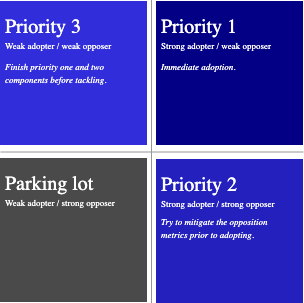 Priority 3
Weak adopter / weak opposer
Finish priority one and two
components before tackling.
Priority 1
Strong adopter / weak opposer
Immediate adoption.
Parking lot
Weak adopter / strong opposer
Priority 2
Strong adopter / strong opposer
Try to mitigate the opposition
metrics prior to adopting.